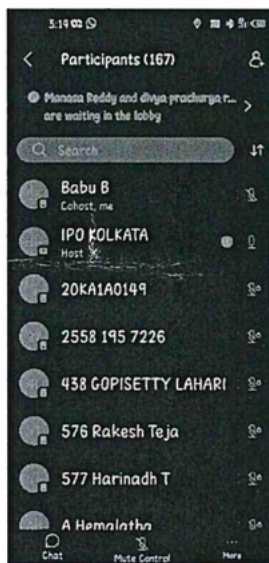 5:19
Participants (167)
Manasa Reddy and divya pracharya r...
are waiting in the lobby
Search
Babu B
Cohost, me
IPO KOLKATA
Host
20KA1A0149
2558 195 7226
438 GOPISETTY LAHARI
576 Rakesh Teja
577 Harinadh T
A Hemalatha
Chat
Mute Control
More